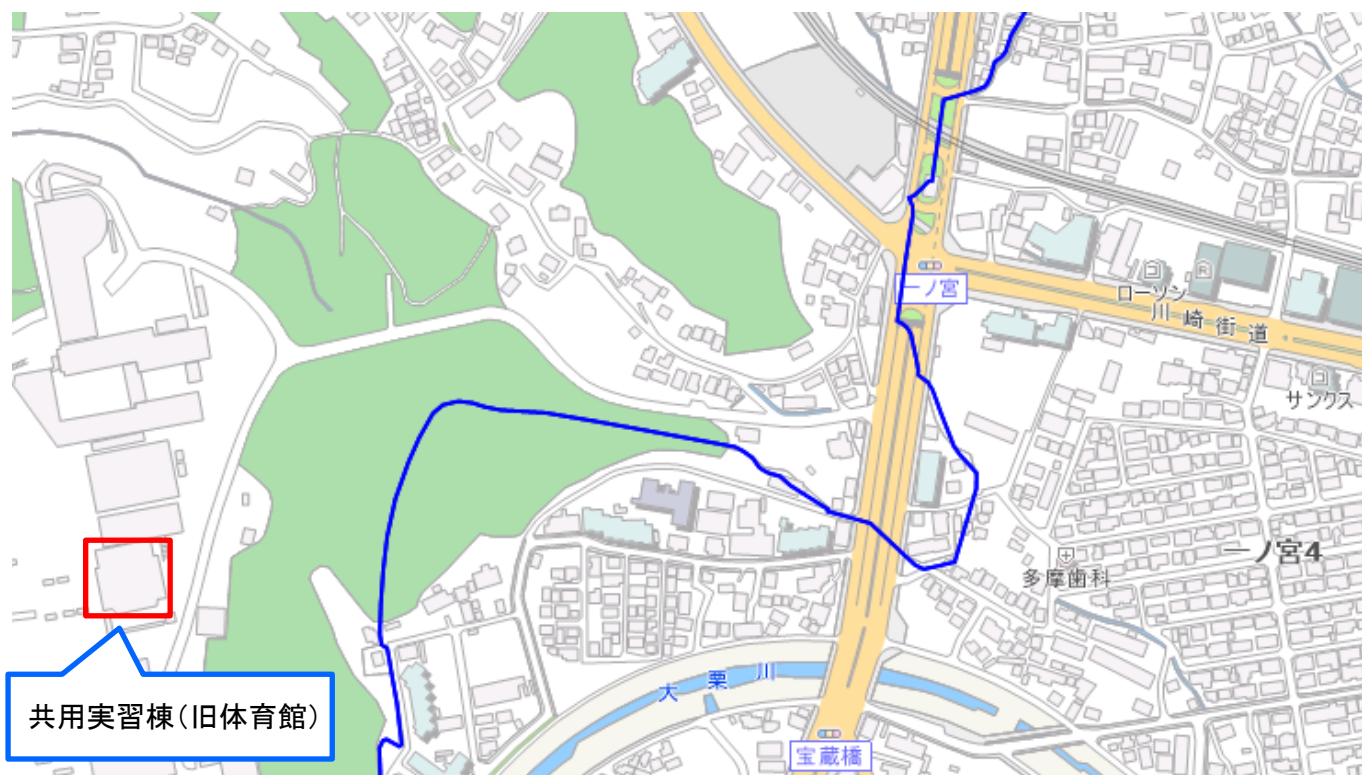 一ノ宮
ローソン
R
川崎街道
サンクス
一ノ宮4
多摩歯科
大栗川
共用実習棟(旧体育館)
宝蔵橋